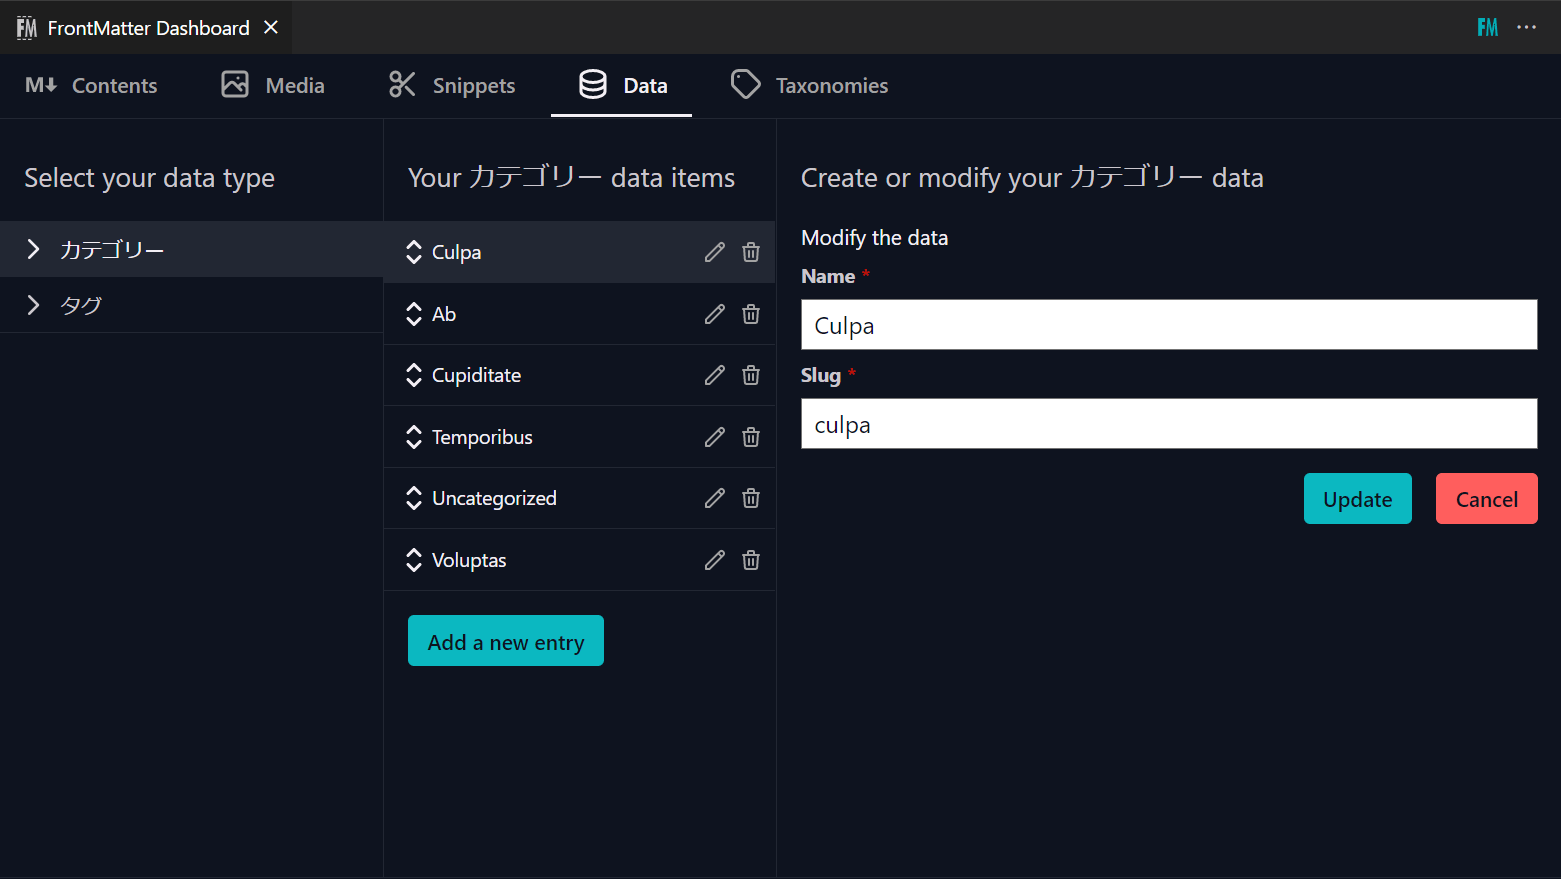 FM FrontMatter Dashboard
FM
M Contents
Media
Snippets
Data
Taxonomies
Select your data type
カテゴリー
タグ
Your カテゴリー data items
Culpa
Ab
Cupiditate
Temporibus
Uncategorized
Voluptas
Add a new entry
Create or modify your カテゴリー data
Modify the data
Name *
Culpa
Slug *
culpa
Update
Cancel